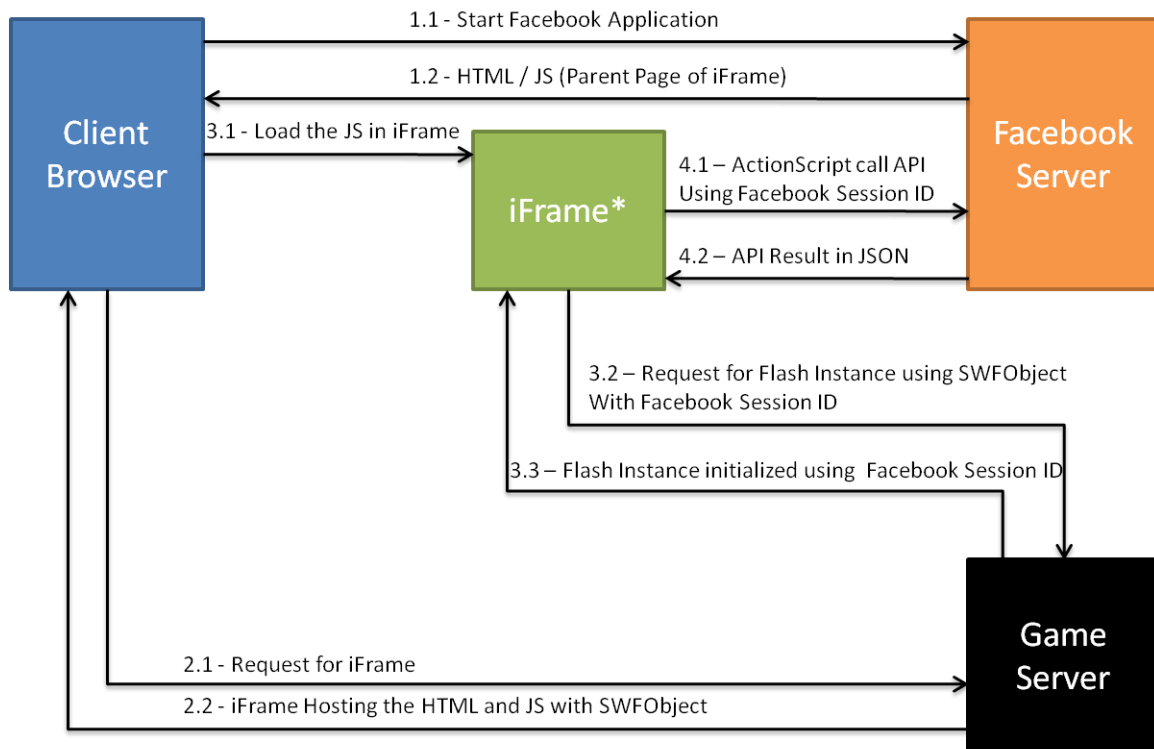 1.1 - Start Facebook Application
1.2 - HTML / JS (Parent Page of iFrame)
Client
Browser
3.1 - Load the JS in iFrame
iFrame*
4.1 – ActionScript call API
Using Facebook Session ID
4.2 – API Result in JSON
Facebook
Server
3.2 – Request for Flash Instance using SWFObject
With Facebook Session ID
3.3 – Flash Instance initialized using  Facebook Session ID
Game
Server
2.1 - Request for iFrame
2.2 - iFrame Hosting the HTML and JS with SWFObject